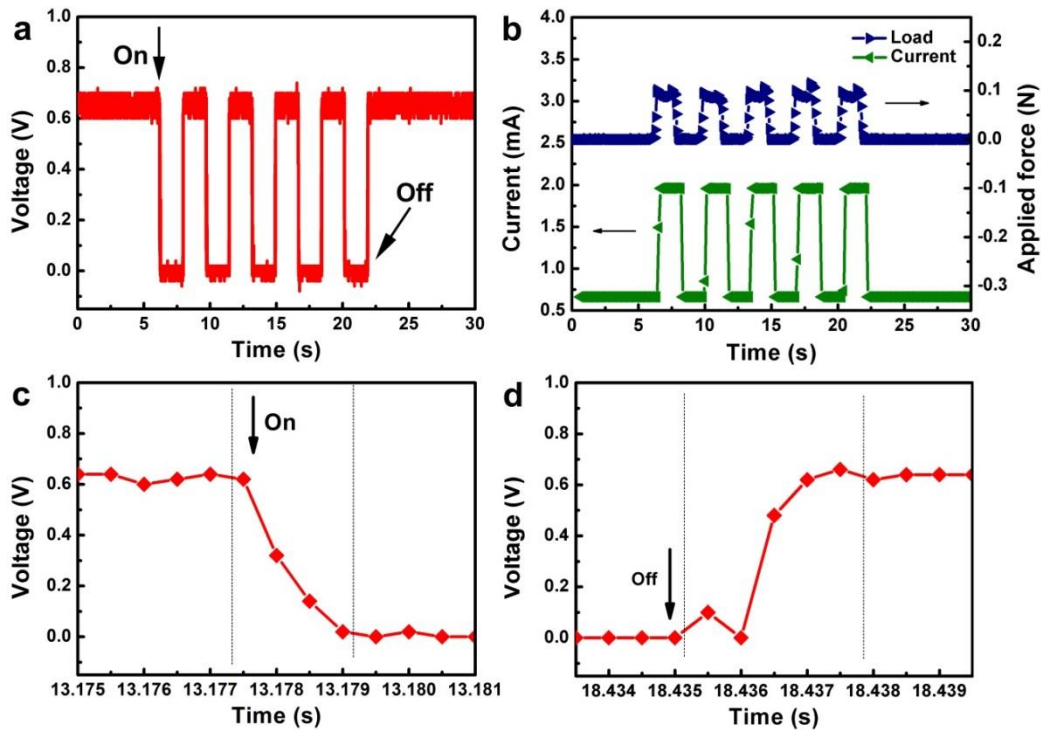 a
On
Off
Voltage (V)
1.0
0.8
0.6
0.4
0.2
0.0
0 5 10 15 20 25 30
Time (s)
b
Load
Current
Current (mA)
4.0
3.5
3.0
2.5
2.0
1.5
1.0
0.5
Applied force (N)
0.2
0.1
0.0
-0.1
-0.2
-0.3
0 5 10 15 20 25 30
Time (s)
c
On
Voltage (V)
1.0
0.8
0.6
0.4
0.2
0.0
13.175 13.176 13.177 13.178 13.179 13.180 13.181
Time (s)
d
Off
Voltage (V)
1.0
0.8
0.6
0.4
0.2
0.0
18.434 18.435 18.436 18.437 18.438 18.439
Time (s)